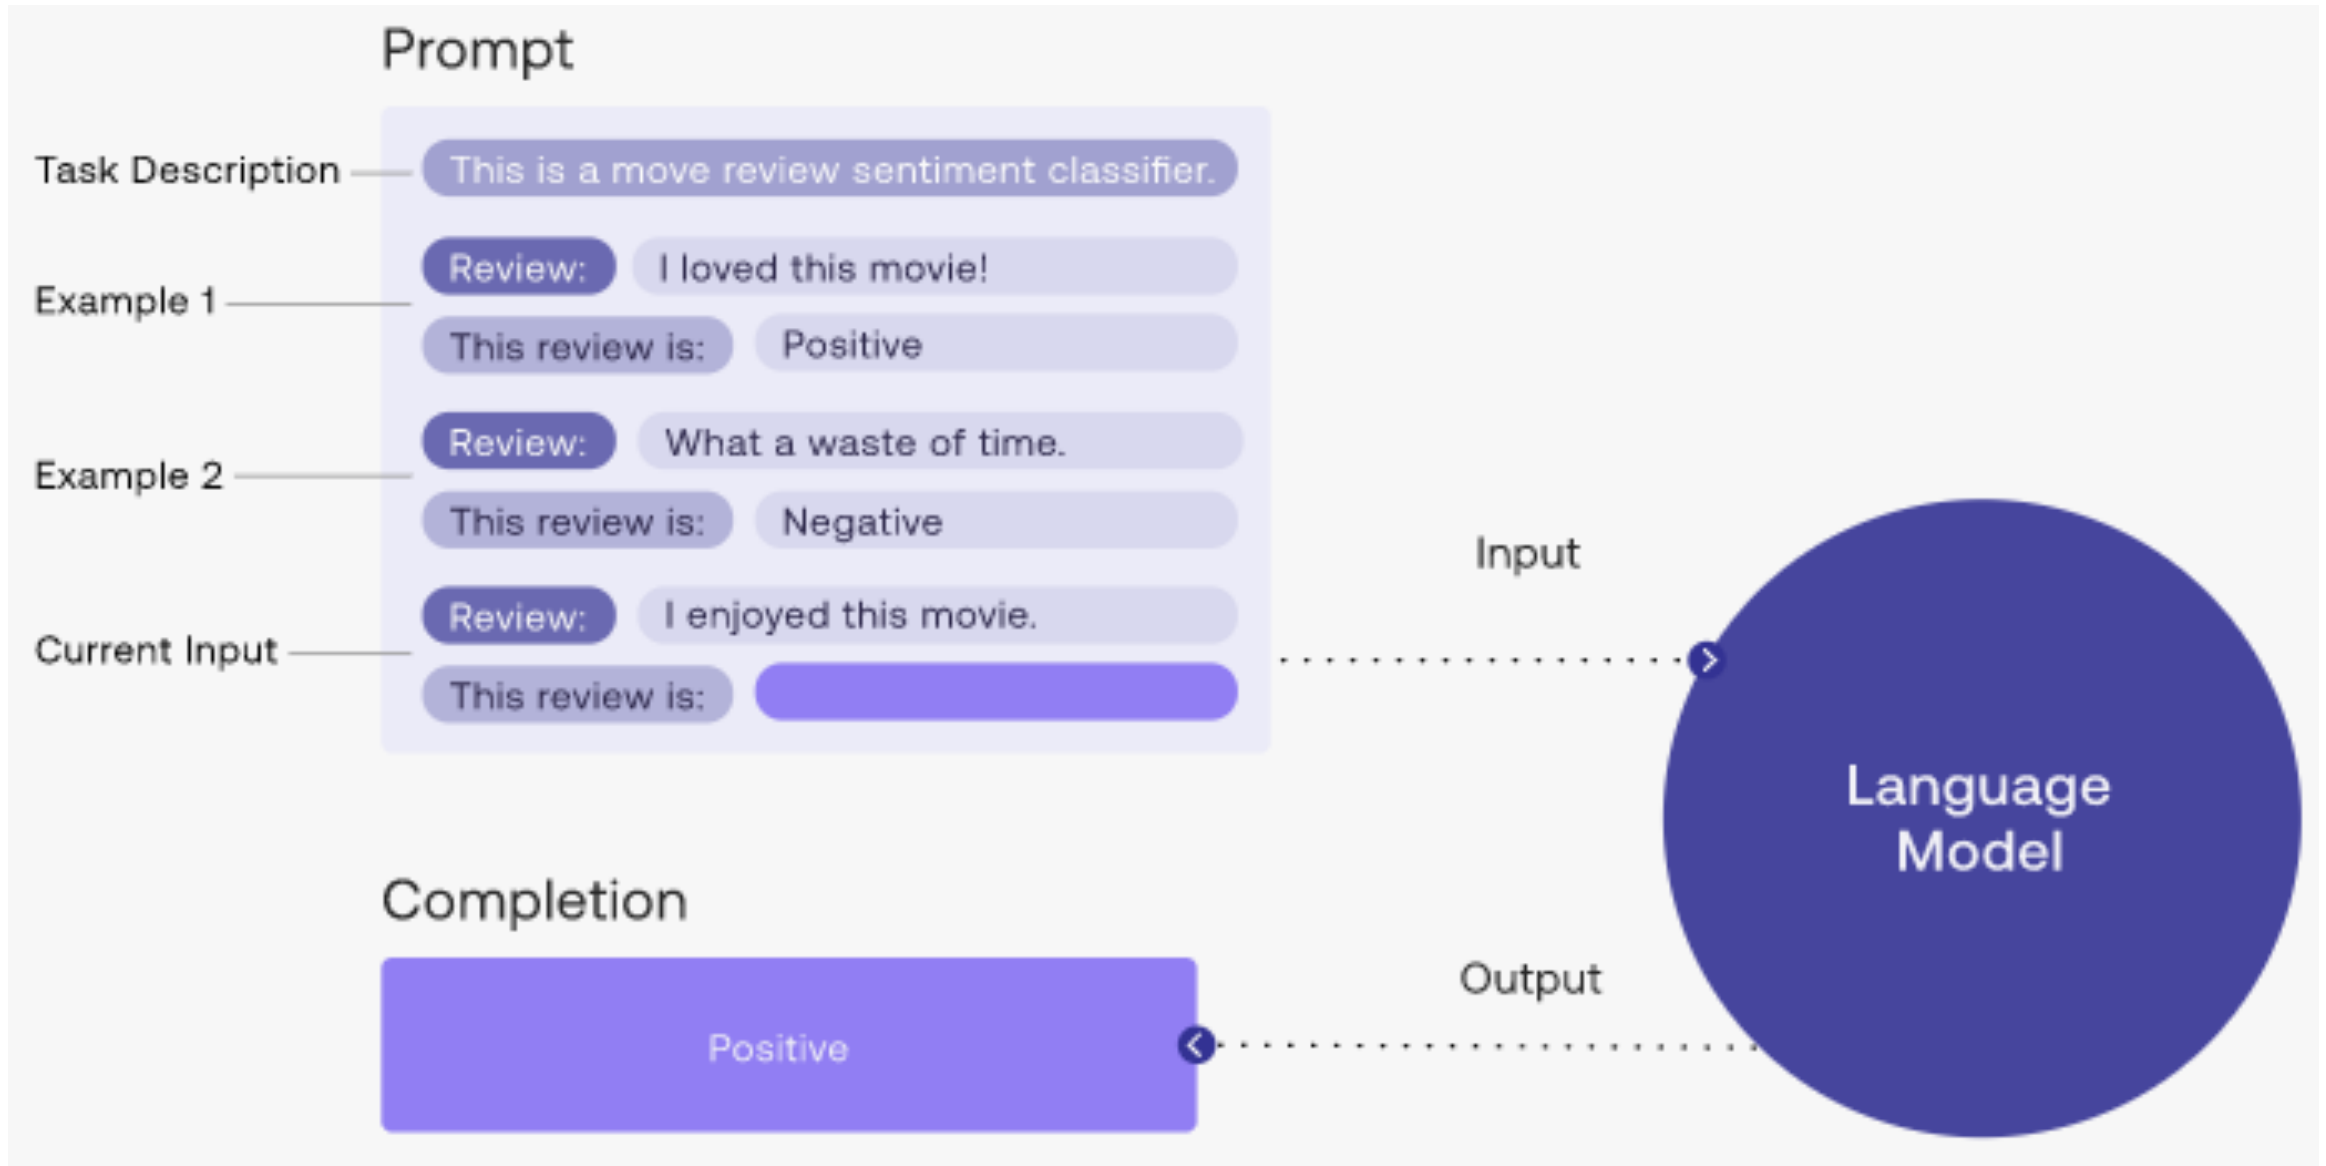 Prompt
Task Description
This is a move review sentiment classifier.
Example 1
Review: I loved this movie!
This review is: Positive
Example 2
Review: What a waste of time.
This review is: Negative
Current Input
Review: I enjoyed this movie.
This review is:
Input
Language
Model
Completion
Positive
Output